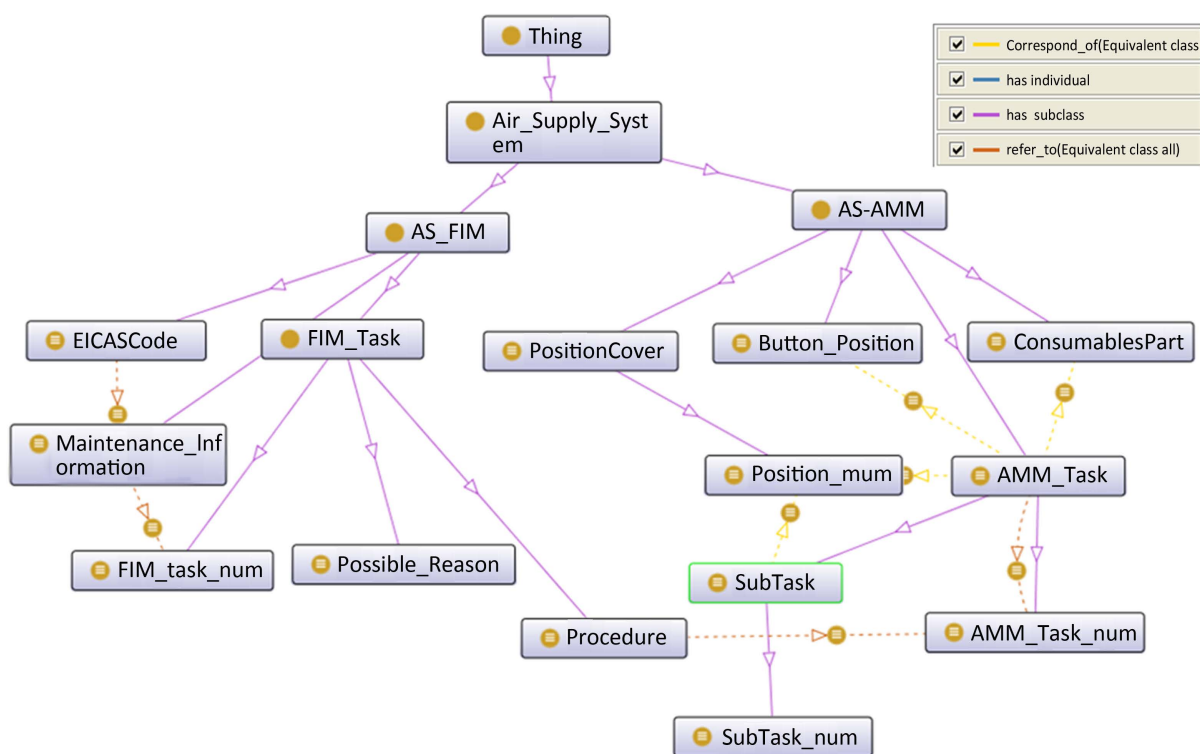 Thing
Correspond_of(Equivalent class
has individual
has subclass
refer_to(Equivalent class all)
Air_Supply_Syst
em
AS_FIM
AS-AMM
EICASCode
FIM_Task
PositionCover
Button_Position
ConsumablesPart
Maintenance_Inf
ormation
Position_mum
AMM_Task
FIM_task_num
Possible_Reason
SubTask
Procedure
AMM_Task_num
SubTask_num